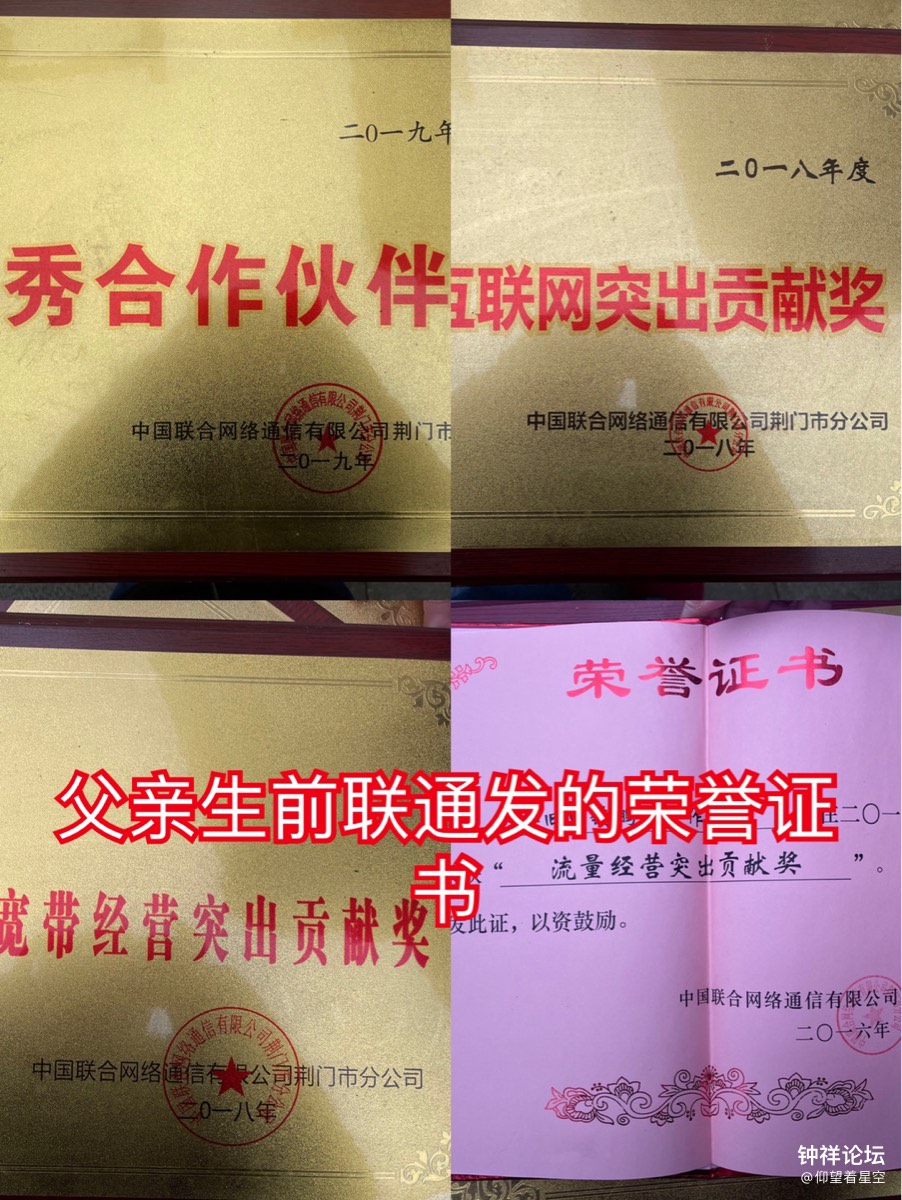 二0一九年
秀合作伙伴
中国联合网络通信有限公司荆门市
二0一九年
二0一八年度
互联网突出贡献奖
中国联合网络通信有限公司荆门市分公司
二0一八年
宽带经营突出贡献奖
中国联合网络通信有限公司荆门市分公司
二0一八年
荣誉证书
在二〇一
“流量经营突出贡献奖”。
发此证，以资鼓励。
中国联合网络通信有限公司
二〇一六年
父亲生前联通发的荣誉证
书
钟祥论坛
@仰望着星空